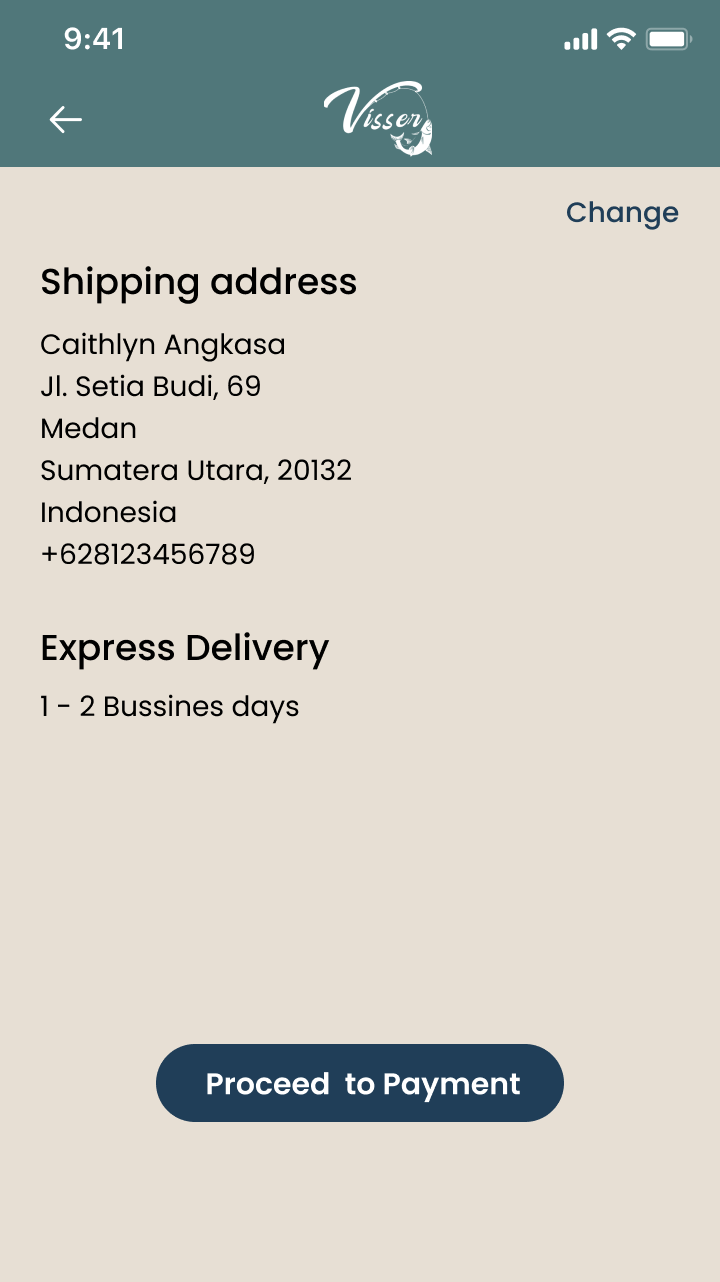 9:41
Visser
Change
Shipping address
Caithlyn Angkasa
Jl. Setia Budi, 69
Medan
Sumatera Utara, 20132
Indonesia
+628123456789
Express Delivery
1 - 2 Bussines days
Proceed  to Payment